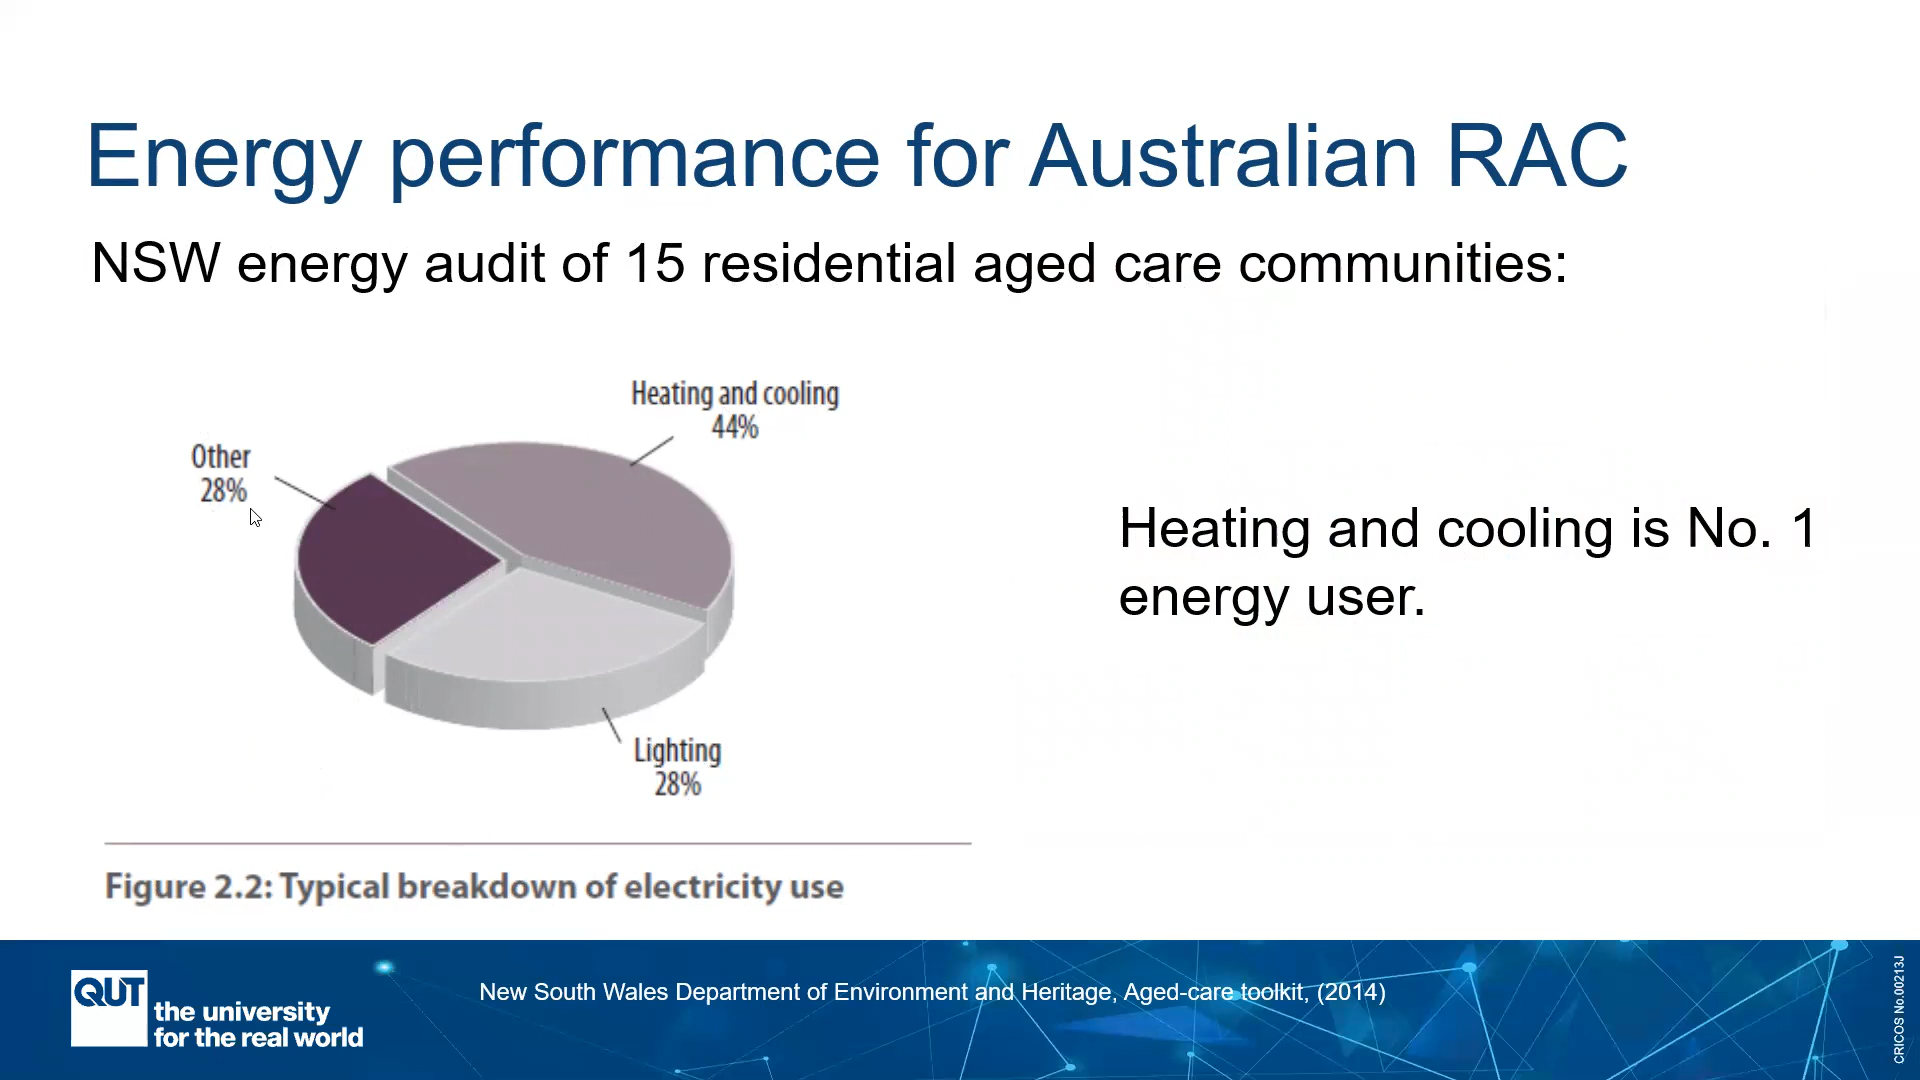 Energy performance for Australian RAC
NSW energy audit of 15 residential aged care communities:
Heating and cooling
44%
Other
28%
Lighting
28%
Heating and cooling is No. 1
energy user.
Figure 2.2: Typical breakdown of electricity use
QUT
the university
for the real world
New South Wales Department of Environment and Heritage, Aged-care toolkit, (2014)
CRICOS No.00213J